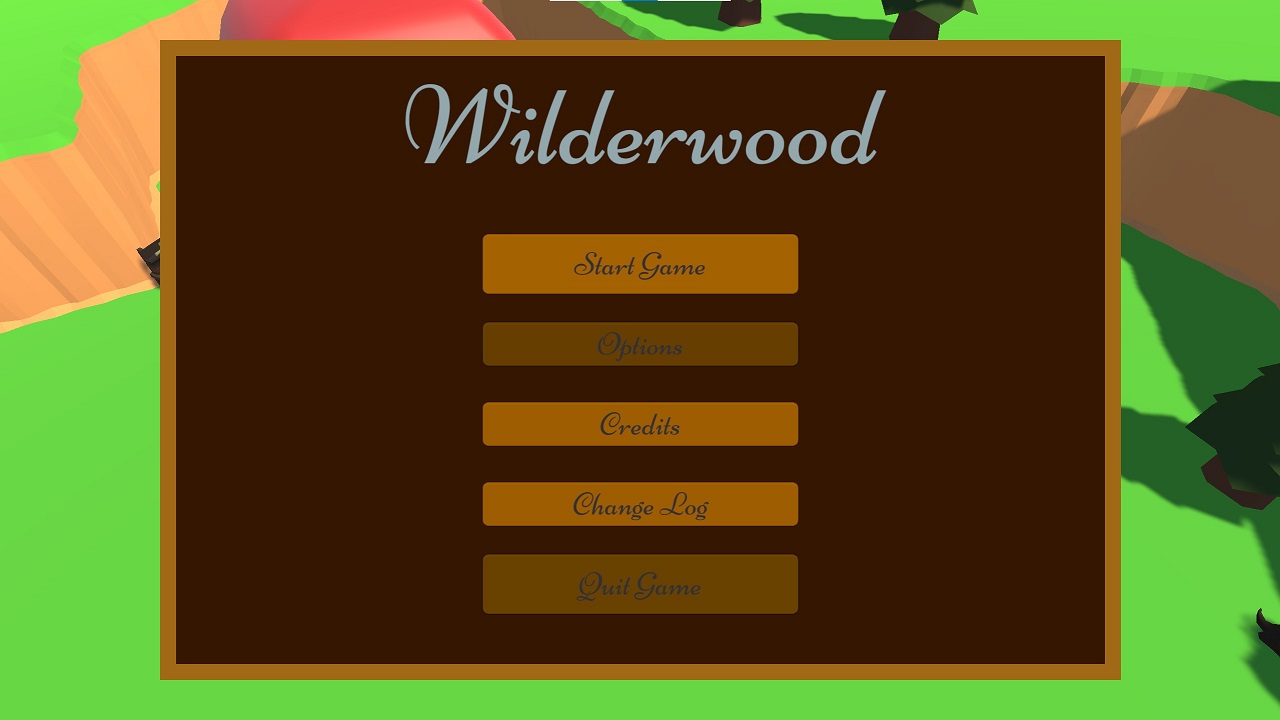 Wilderwood
Start Game
Options
Credits
Change Log
Quit Game